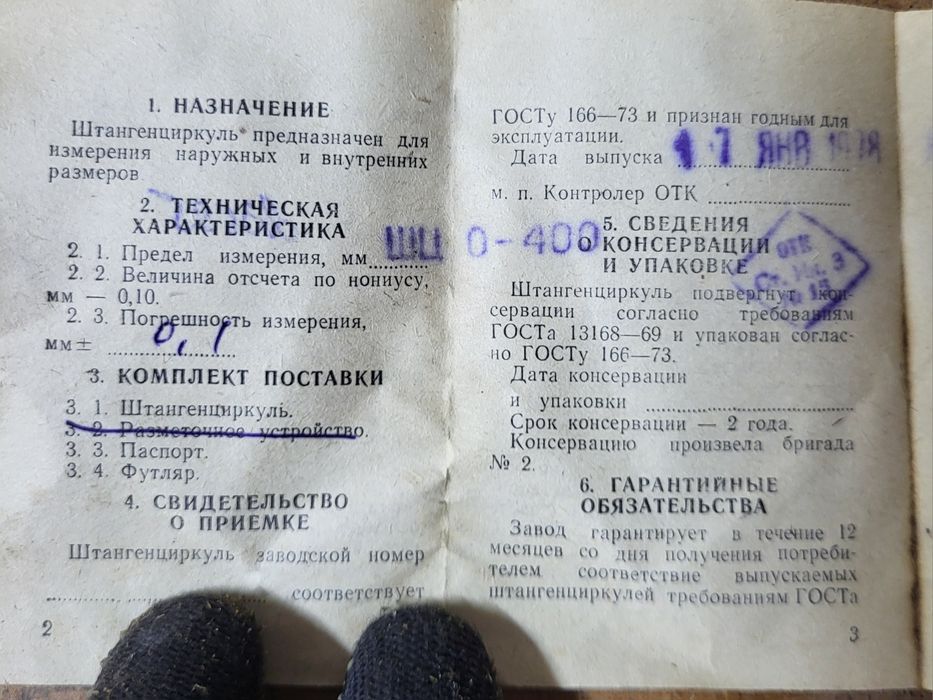 1. НАЗНАЧЕНИЕ
Штангенциркуль предназначен для
измерения наружных и внутренних
размеров
2. ТЕХНИЧЕСКАЯ
ХАРАКТЕРИСТИКА
2. 1. Предел измерения, мм ШЦ 0-400
2. 2. Величина отсчета по нониусу,
мм — 0,10.
2. 3. Погрешность измерения,
мм± 0,1
3. КОМПЛЕКТ ПОСТАВКИ
3. 1. Штангенциркуль.
3. 2. Разметочное устройство.
3. 3. Паспорт.
3. 4. Футляр.
4. СВИДЕТЕЛЬСТВО
О ПРИЕМКЕ
Штангенциркуль заводской номер
соответствует
2
ГОСТу 166—73 и признан годным для
эксплуатации.
Дата выпуска 17 ЯНВ 1978
м. п. Контролер ОТК
5. СВЕДЕНИЯ
О КОНСЕРВАЦИИ
И УПАКОВКЕ
ОТК
Штангенциркуль подвергнут кон-
сервации согласно требованиям
ГОСТа 13168—69 и упакован соглас-
но ГОСТу 166—73.
Дата консервации
и упаковки
Срок консервации — 2 года.
Консервацию произвела бригада
№ 2.
6. ГАРАНТИЙНЫЕ
ОБЯЗАТЕЛЬСТВА
Завод гарантирует в течение 12
месяцев со дня получения потреби-
телем соответствие выпускаемых
штангенциркулей требованиям ГОСТа
3